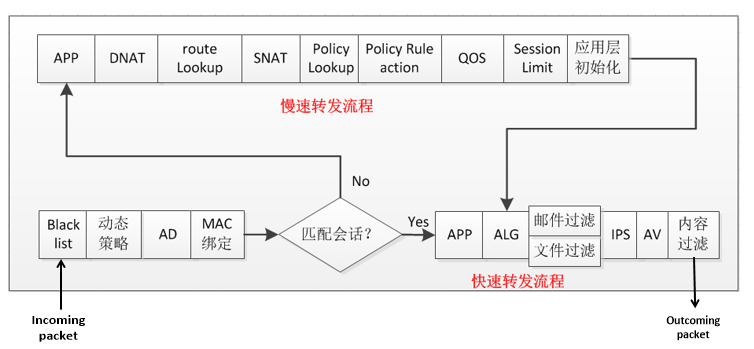 APP
DNAT
route
Lookup
SNAT
Policy
Lookup
Policy Rule
action
QOS
Session
Limit
应用层
初始化
慢速转发流程
No
Black
list
动态
策略
AD
MAC
绑定
匹配会话？
Yes
APP
ALG
邮件过滤
文件过滤
IPS
AV
内容
过滤
快速转发流程
Incoming
packet
Outcoming
packet